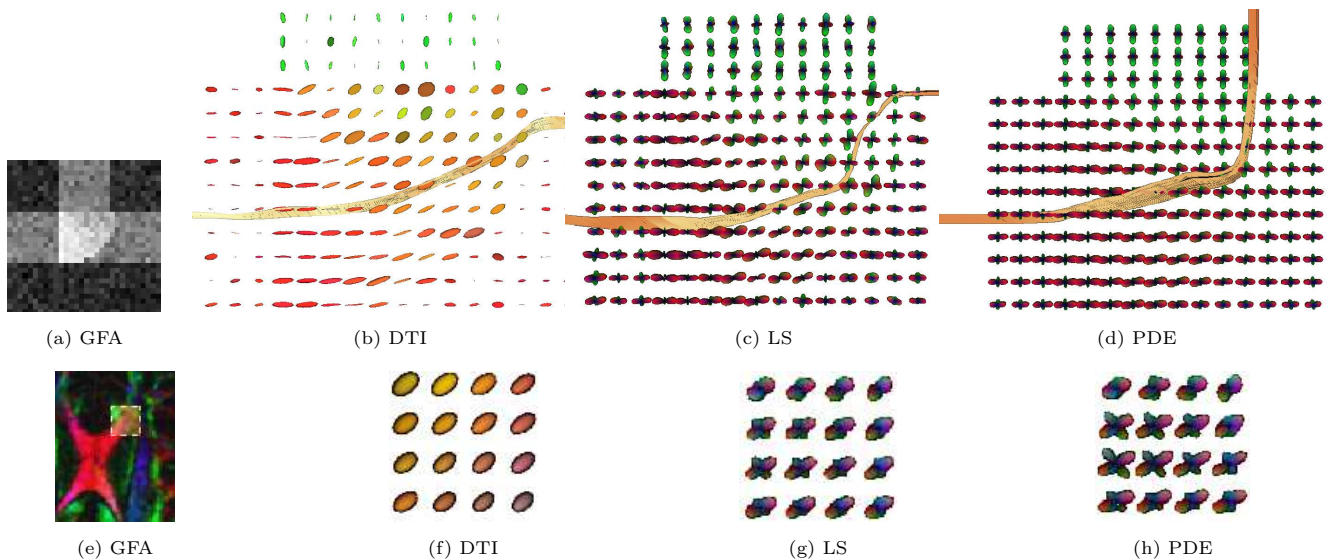 (a) GFA
(b) DTI
(c) LS
(d) PDE
(e) GFA
(f) DTI
(g) LS
(h) PDE